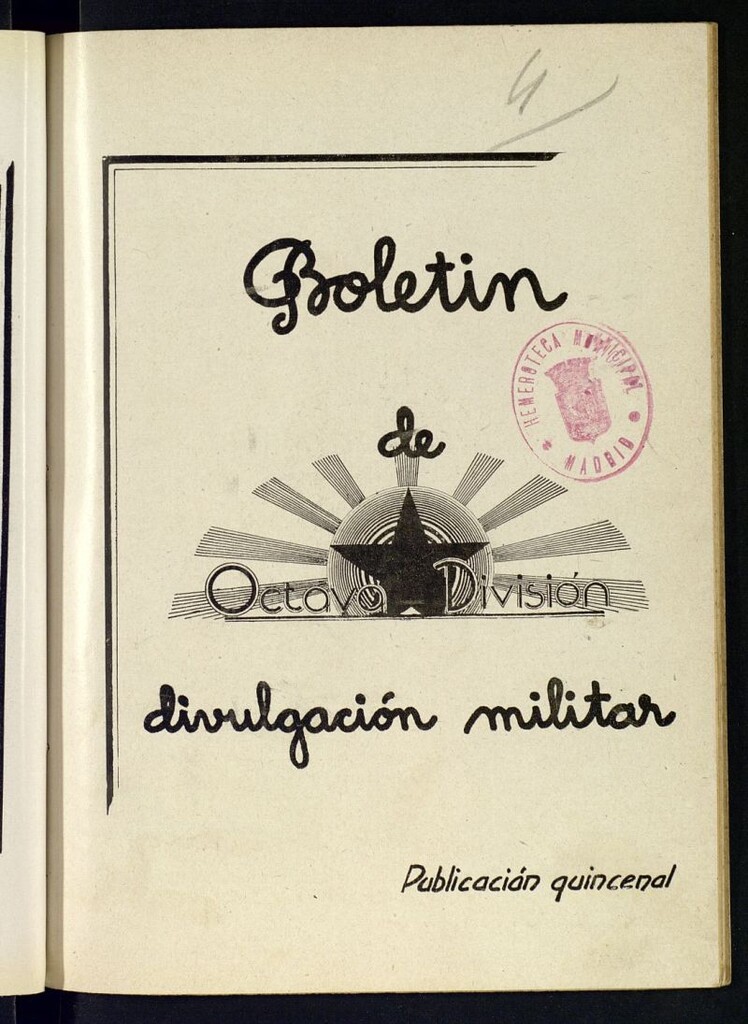 4
Boletin
HEMEROTECA MUNICIPAL
MADRID
de
Octava División
divulgación militar
Publicación quincenal